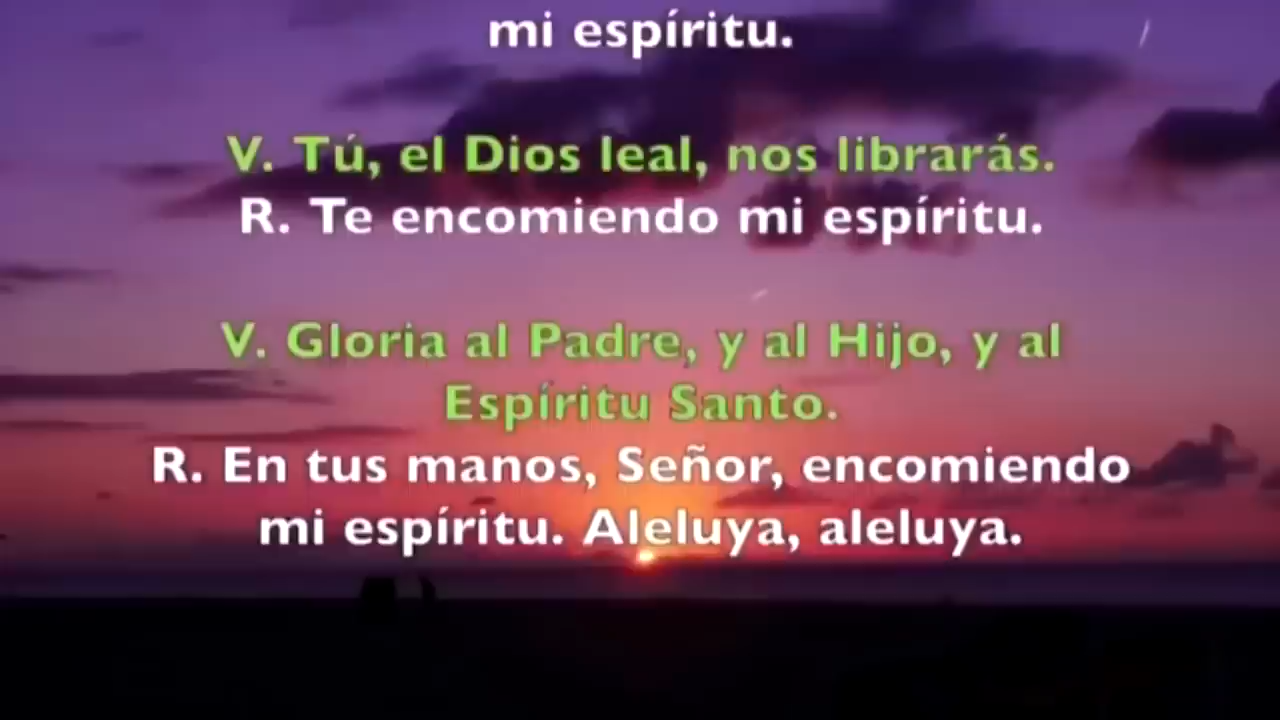 mi espíritu.
V. Tú, el Dios leal, nos librarás.
R. Te encomiendo mi espíritu.
V. Gloria al Padre, y al Hijo, y al
Espíritu Santo.
R. En tus manos, Señor, encomiendo
mi espíritu. Aleluya, aleluya.